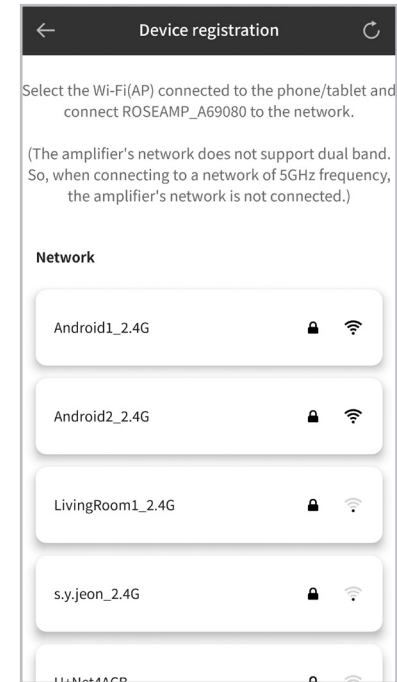 Device registration
Select the Wi-Fi(AP) connected to the phone/tablet and
connect ROSEAMP_A69080 to the network.
(The amplifier's network does not support dual band.
So, when connecting to a network of 5GHz frequency,
the amplifier's network is not connected.)
Network
Android1_2.4G
Android2_2.4G
LivingRoom1_2.4G
s.y.jeon_2.4G